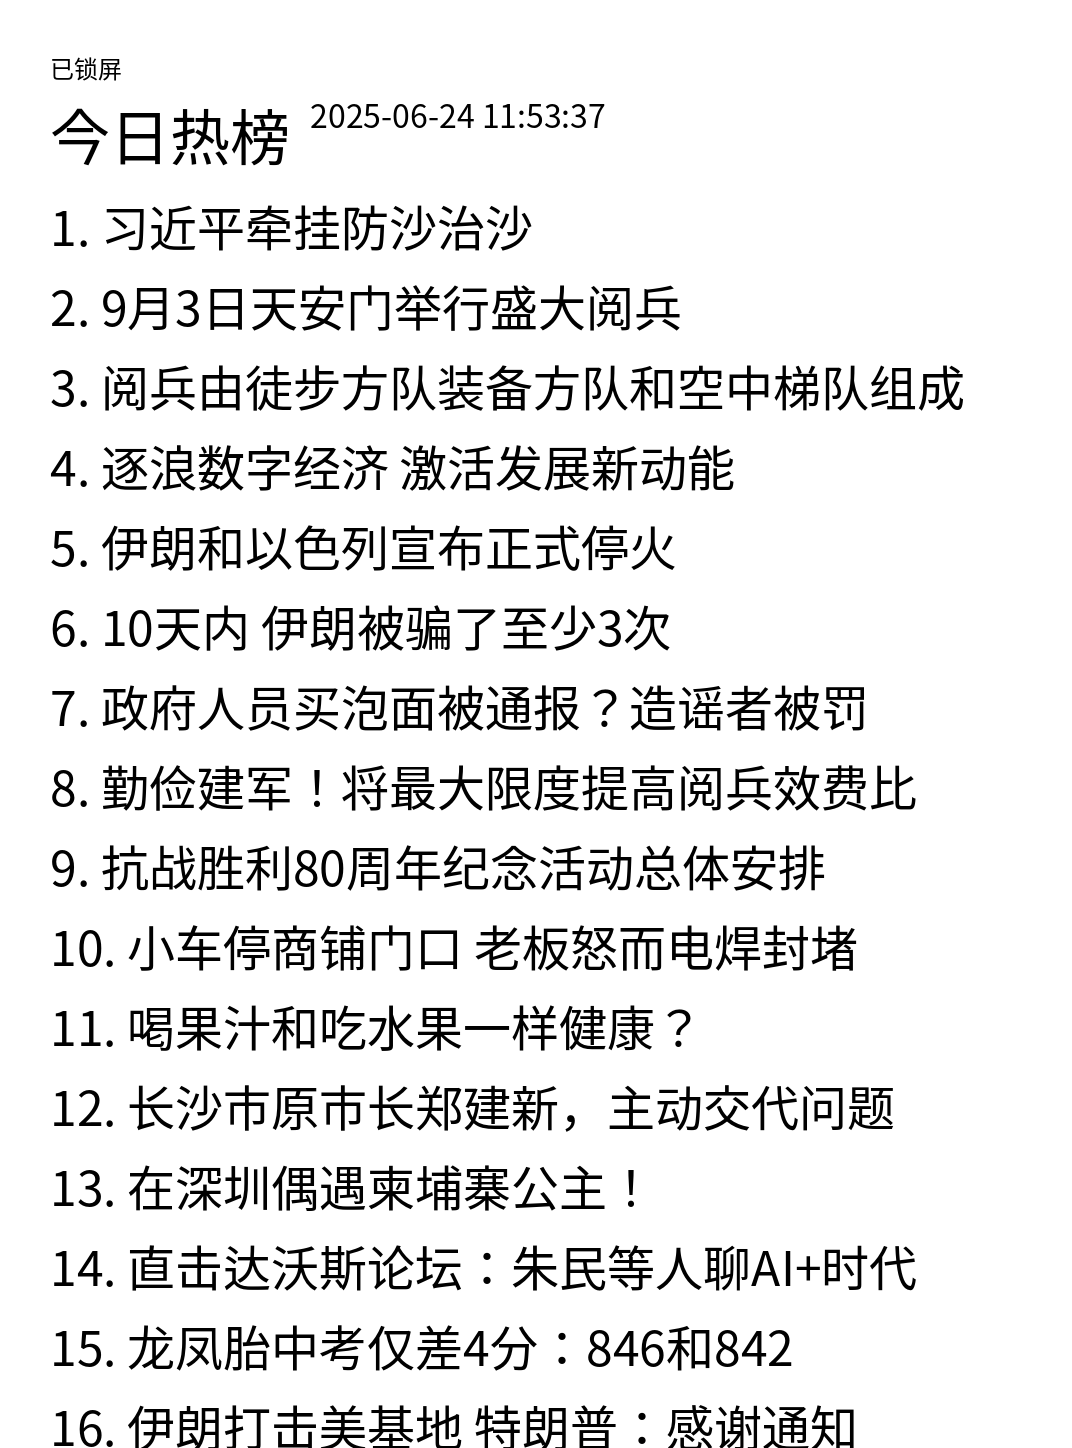 已锁屏
今日热榜 2025-06-24 11:53:37
1. 习近平牵挂防沙治沙
2. 9月3日天安门举行盛大阅兵
3. 阅兵由徒步方队装备方队和空中梯队组成
4. 逐浪数字经济 激活发展新动能
5. 伊朗和以色列宣布正式停火
6. 10天内 伊朗被骗了至少3次
7. 政府人员买泡面被通报？造谣者被罚
8. 勤俭建军！将最大限度提高阅兵效费比
9. 抗战胜利80周年纪念活动总体安排
10. 小车停商铺门口 老板怒而电焊封堵
11. 喝果汁和吃水果一样健康？
12. 长沙市原市长郑建新，主动交代问题
13. 在深圳偶遇柬埔寨公主！
14. 直击达沃斯论坛：朱民等人聊AI+时代
15. 龙凤胎中考仅差4分：846和842
16. 伊朗打击美基地 特朗普：感谢通知